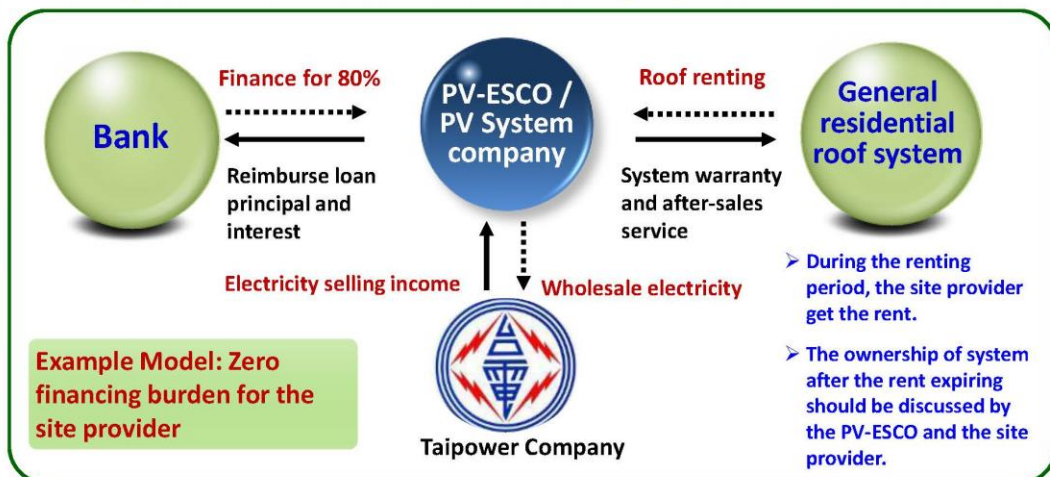 Bank
Finance for 80%
Reimburse loan
principal and
interest
PV-ESCO /
PV System
company
Roof renting
System warranty
and after-sales
service
General
residential
roof system
Electricity selling income
Wholesale electricity
台電
Taipower Company
Example Model: Zero
financing burden for the
site provider
➢ During the renting
period, the site provider
get the rent.
➢ The ownership of system
after the rent expiring
should be discussed by
the PV-ESCO and the site
provider.